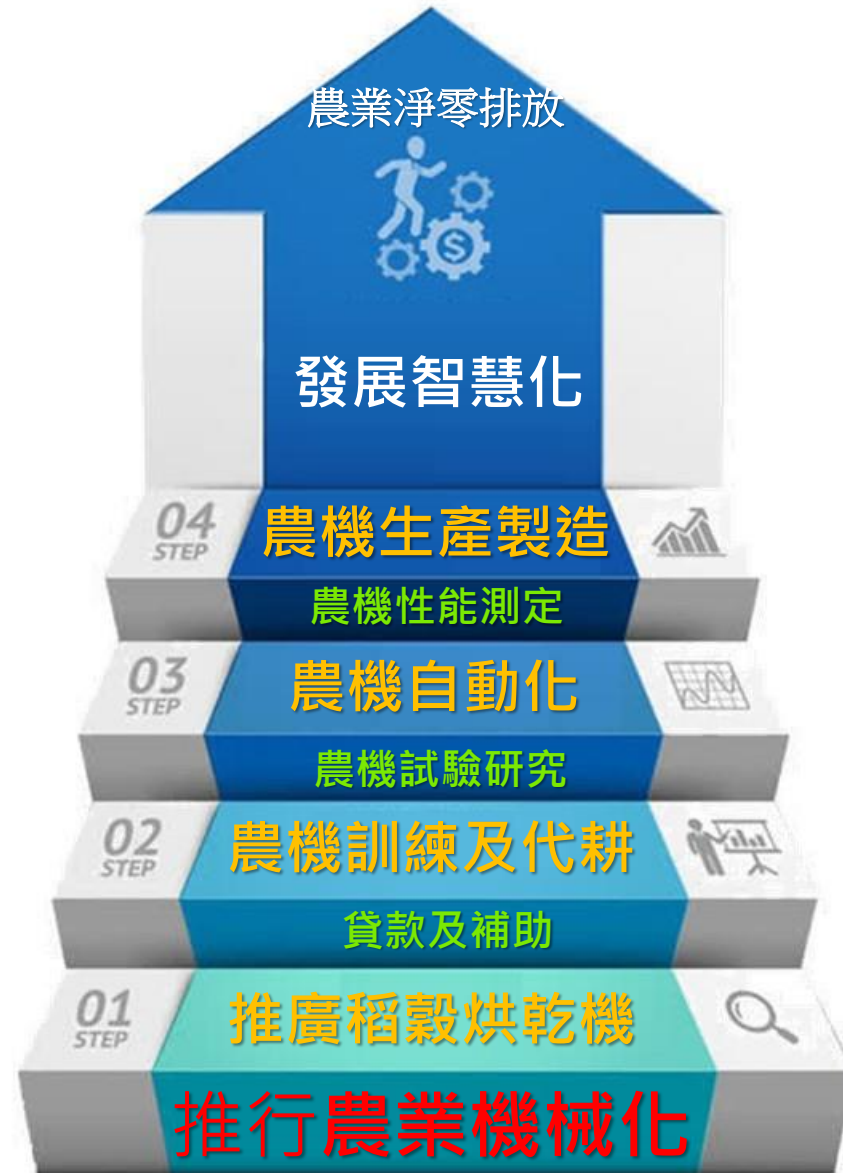 農業淨零排放
$
發展智慧化
04
STEP
農機生產製造
農機性能測定
03
STEP
農機自動化
農機試驗研究
02
STEP
農機訓練及代耕
貸款及補助
01
STEP
推廣稻穀烘乾機
推行農業機械化